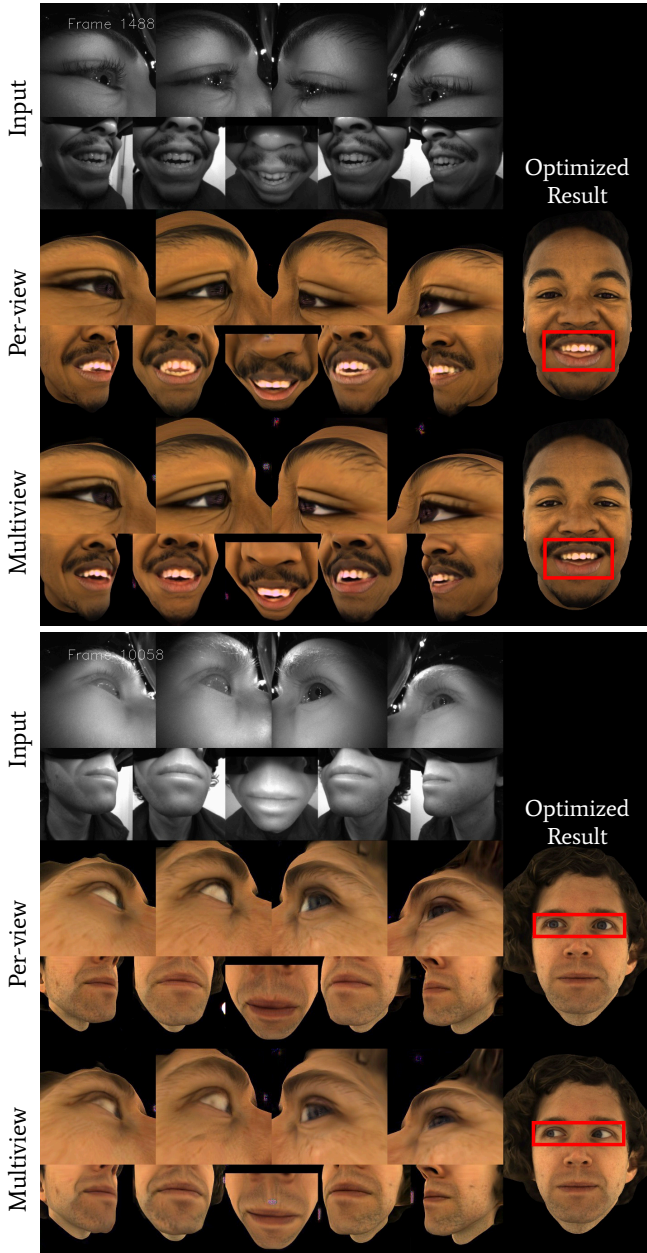 Frame 1488
Input
Optimized
Result
Per-view
Multiview
Frame 10058
Input
Optimized
Result
Per-view
Multiview